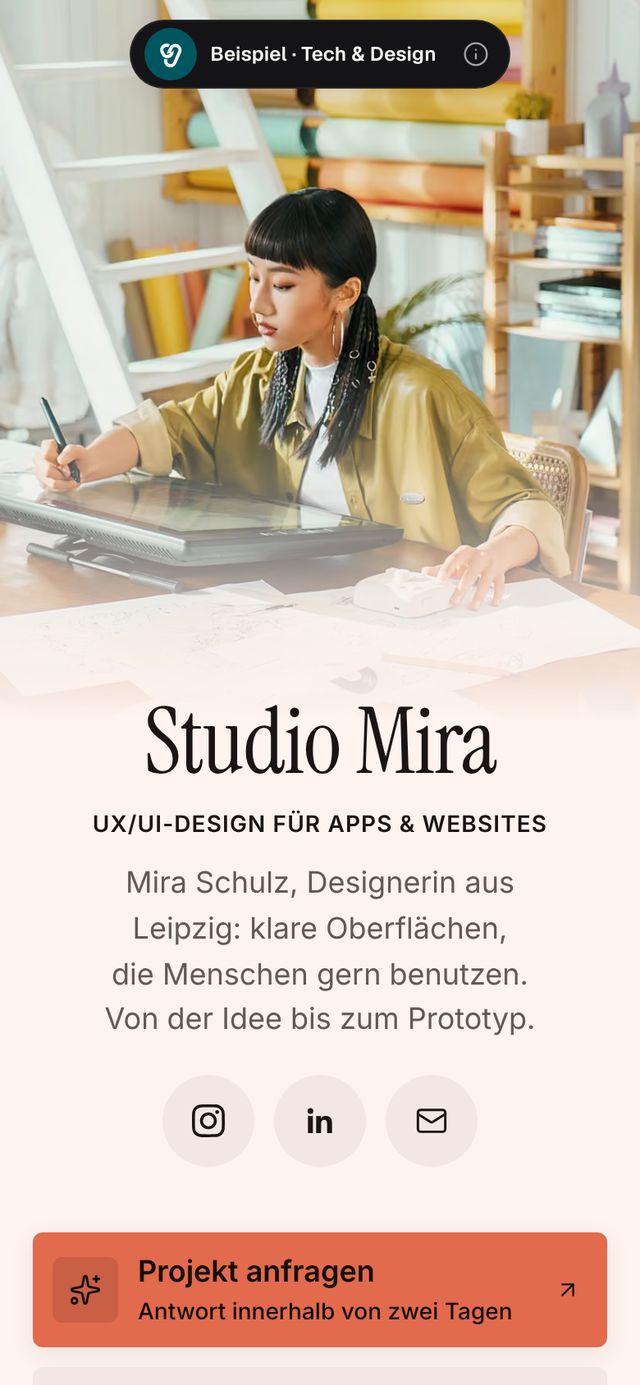 Beispiel · Tech & Design
Studio Mira
UX/UI-DESIGN FÜR APPS & WEBSITES
Mira Schulz, Designerin aus
Leipzig: klare Oberflächen,
die Menschen gern benutzen.
Von der Idee bis zum Prototyp.
in
Projekt anfragen
Antwort innerhalb von zwei Tagen